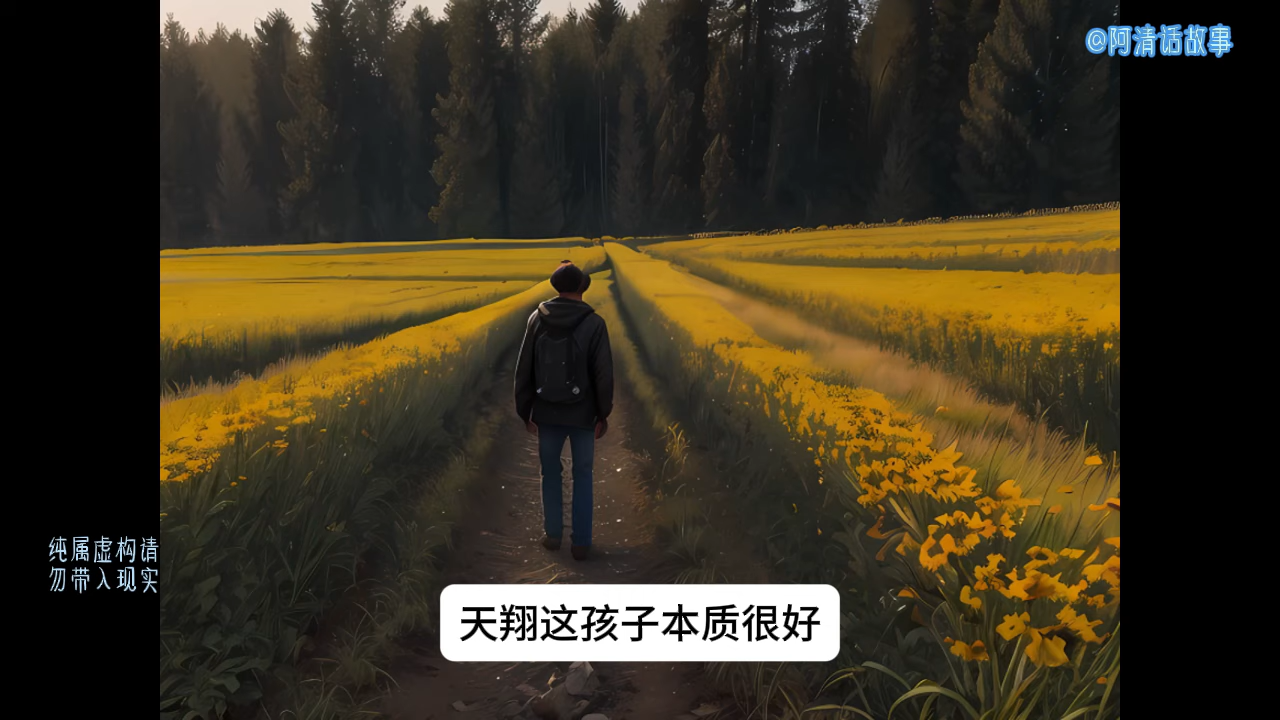 @阿清话故事
纯属虚构请
勿带入现实
天翔这孩子本质很好